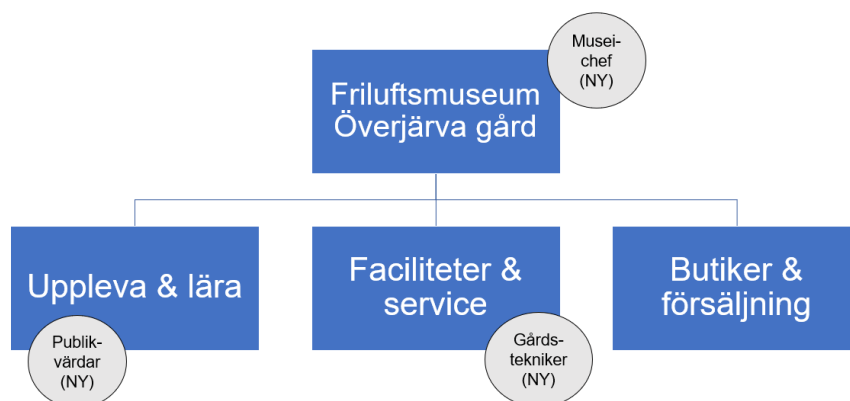 Musei-
chef
(NY)
Friluftsmuseum
Överjärva gård
Uppleva & lära
Publik-
värdar
(NY)
Faciliteter &
service
Gårds-
tekniker
(NY)
Butiker &
försäljning